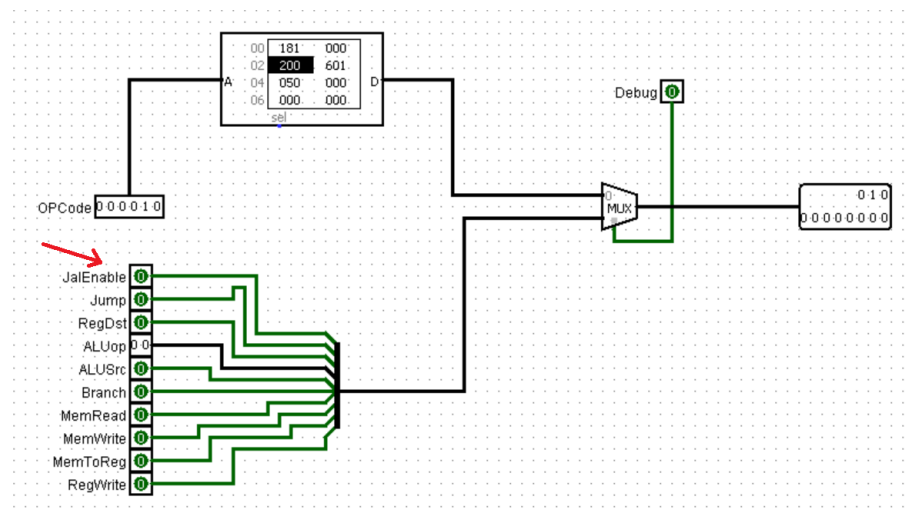 00 181 000
02 200 601
A 04 050 000 D
06 000 000
sel
Debug 0
OPCode 0 0 0 0 1 0
0
MUX
0 1 0
0 0 0 0 0 0 0 0
JalEnable 0
Jump 0
RegDst 0
ALUop 0 0
ALUSrc 0
Branch 0
MemRead 0
MemWrite 0
MemToReg 0
RegWrite 0